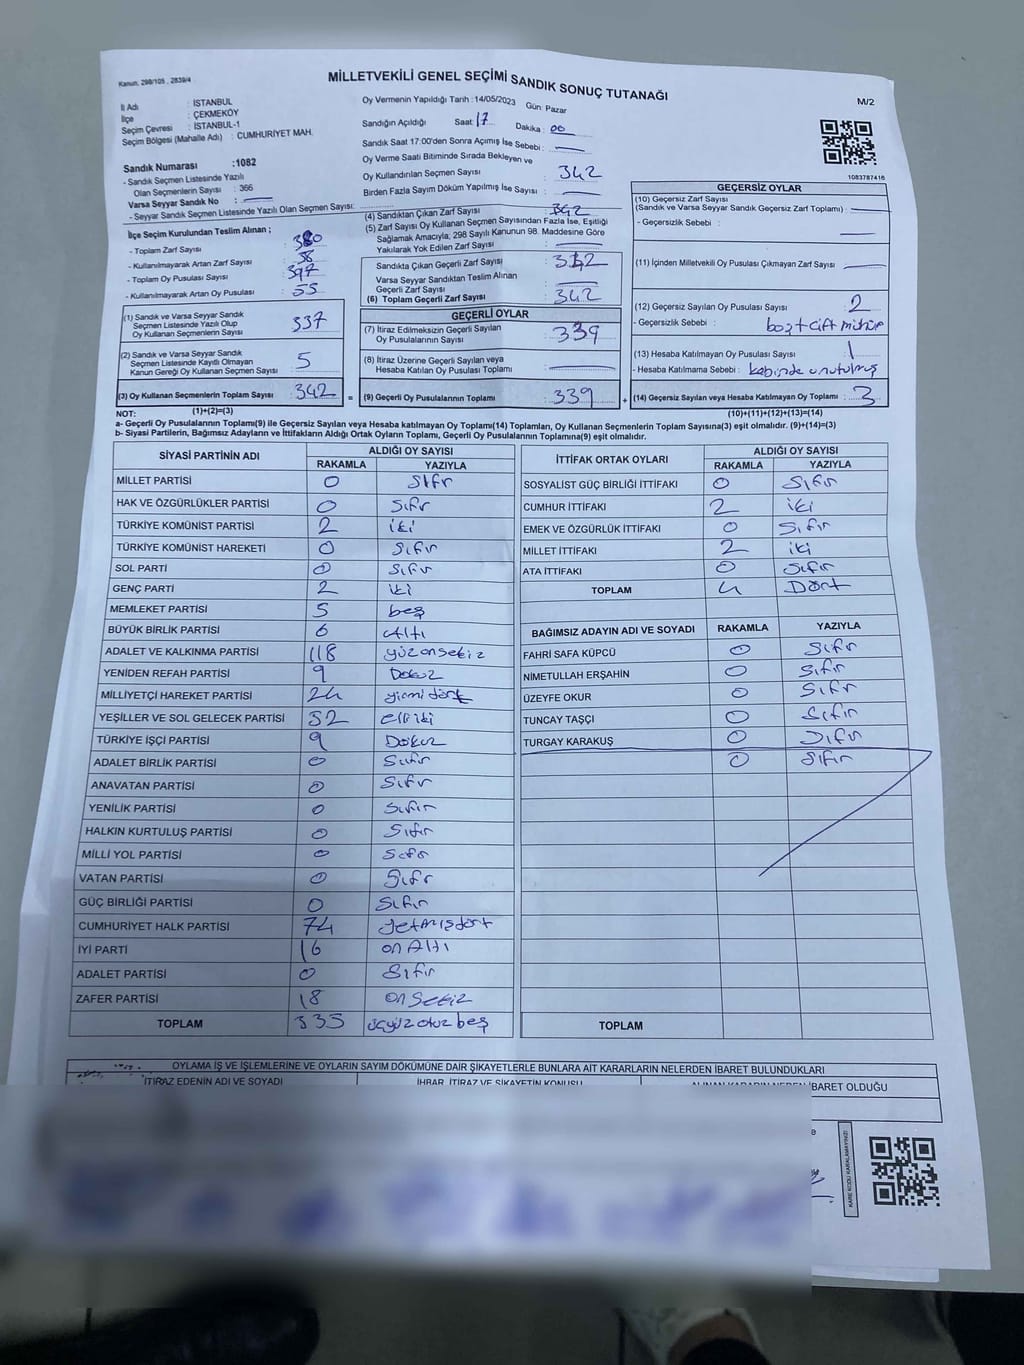 Kanun, 298/105 , 2839/4
MİLLETVEKİLİ GENEL SEÇİMİ SANDIK SONUÇ TUTANAĞI
M/2
İl Adı : İSTANBUL
İlçe : ÇEKMEKÖY
Seçim Çevresi : İSTANBUL-1
Seçim Bölgesi (Mahalle Adı) : CUMHURİYET MAH.
Sandık Numarası :1082
- Sandık Seçmen Listesinde Yazılı
Olan Seçmenlerin Sayısı : 366
Varsa Seyyar Sandık No :
- Seyyar Sandık Seçmen Listesinde Yazılı Olan Seçmen Sayısı:
Oy Vermenin Yapıldığı Tarih :14/05/2023 Gün: Pazar
Sandığın Açıldığı Saat: 17 Dakika : 00
Sandık Saat 17:00'den Sonra Açılmış İse Sebebi :
Oy Verme Saati Bitiminde Sırada Bekleyen ve
Oy Kullandırılan Seçmen Sayısı : 342
Birden Fazla Sayım Döküm Yapılmış İse Sayısı :
1083787416
İlçe Seçim Kurulundan Teslim Alınan ;
- Toplam Zarf Sayısı : 380
- Kullanılmayarak Artan Zarf Sayısı : 38
- Toplam Oy Pusulası Sayısı : 397
- Kullanılmayarak Artan Oy Pusulası : 55
(1) Sandık ve Varsa Seyyar Sandık
Seçmen Listesinde Yazılı Olup
Oy Kullanan Seçmenlerin Sayısı : 337
(2) Sandık ve Varsa Seyyar Sandık
Seçmen Listesinde Kayıtlı Olmayan
Kanun Gereği Oy Kullanan Seçmen Sayısı : 5
(3) Oy Kullanan Seçmenlerin Toplam Sayısı : 342 =
(4) Sandıktan Çıkan Zarf Sayısı : 342
(5) Zarf Sayısı Oy Kullanan Seçmen Sayısından Fazla İse, Eşitliği
Sağlamak Amacıyla, 298 Sayılı Kanunun 98. Maddesine Göre
Yakılarak Yok Edilen Zarf Sayısı :
Sandıkta Çıkan Geçerli Zarf Sayısı : 342
Varsa Seyyar Sandıktan Teslim Alınan
Geçerli Zarf Sayısı :
(6) Toplam Geçerli Zarf Sayısı : 342
GEÇERLİ OYLAR
(7) İtiraz Edilmeksizin Geçerli Sayılan
Oy Pusulalarının Sayısı : 339
(8) İtiraz Üzerine Geçerli Sayılan veya
Hesaba Katılan Oy Pusulası Toplamı :
(9) Geçerli Oy Pusulalarının Toplamı : 339 +
GEÇERSİZ OYLAR
(10) Geçersiz Zarf Sayısı
(Sandık ve Varsa Seyyar Sandık Geçersiz Zarf Toplamı) :
- Geçersizlik Sebebi :
(11) İçinden Milletvekili Oy Pusulası Çıkmayan Zarf Sayısı :
(12) Geçersiz Sayılan Oy Pusulası Sayısı : 2
- Geçersizlik Sebebi : boş + çift mühür
(13) Hesaba Katılmayan Oy Pusulası Sayısı : 1
- Hesaba Katılmama Sebebi : kabinde unutulmuş
(14) Geçersiz Sayılan veya Hesaba Katılmayan Oy Toplamı : 3
NOT: (1)+(2)=(3) (10)+(11)+(12)+(13)=(14)
a- Geçerli Oy Pusulalarının Toplamı(9) ile Geçersiz Sayılan veya Hesaba katılmayan Oy Toplamı(14) Toplamları, Oy Kullanan Seçmenlerin Toplam Sayısına(3) eşit olmalıdır. (9)+(14)=(3)
b- Siyasi Partilerin, Bağımsız Adayların ve İttifakların Aldığı Ortak Oyların Toplamı, Geçerli Oy Pusulalarının Toplamına(9) eşit olmalıdır.
SİYASİ PARTİNİN ADI ALDIĞI OY SAYISI
RAKAMLA YAZIYLA
MİLLET PARTİSİ 0 Sıfır
HAK VE ÖZGÜRLÜKLER PARTİSİ 0 Sıfır
TÜRKİYE KOMÜNİST PARTİSİ 2 iki
TÜRKİYE KOMÜNİST HAREKETİ 0 Sıfır
SOL PARTİ 0 Sıfır
GENÇ PARTİ 2 iki
MEMLEKET PARTİSİ 5 beş
BÜYÜK BİRLİK PARTİSİ 6 Altı
ADALET VE KALKINMA PARTİSİ 118 yüzonsekiz
YENİDEN REFAH PARTİSİ 9 Dokuz
MİLLİYETÇİ HAREKET PARTİSİ 24 yirmidört
YEŞİLLER VE SOL GELECEK PARTİSİ 52 elliiki
TÜRKİYE İŞÇİ PARTİSİ 9 Dokuz
ADALET BİRLİK PARTİSİ 0 Sıfır
ANAVATAN PARTİSİ 0 Sıfır
YENİLİK PARTİSİ 0 Sıfır
HALKIN KURTULUŞ PARTİSİ 0 Sıfır
MİLLİ YOL PARTİSİ 0 Sıfır
VATAN PARTİSİ 0 Sıfır
GÜÇ BİRLİĞİ PARTİSİ 0 Sıfır
CUMHURİYET HALK PARTİSİ 74 yetmişdört
İYİ PARTİ 16 on Altı
ADALET PARTİSİ 0 Sıfır
ZAFER PARTİSİ 18 on Sekiz
TOPLAM 335 üçyüz otuz beş
İTTİFAK ORTAK OYLARI ALDIĞI OY SAYISI
RAKAMLA YAZIYLA
SOSYALİST GÜÇ BİRLİĞİ İTTİFAKI 0 Sıfır
CUMHUR İTTİFAKI 2 iki
EMEK VE ÖZGÜRLÜK İTTİFAKI 0 Sıfır
MİLLET İTTİFAKI 2 iki
ATA İTTİFAKI 0 Sıfır
TOPLAM 4 Dört
BAĞIMSIZ ADAYIN ADI VE SOYADI RAKAMLA YAZIYLA
FAHRİ SAFA KÜPCÜ 0 Sıfır
NİMETULLAH ERŞAHİN 0 Sıfır
ÜZEYFE OKUR 0 Sıfır
TUNCAY TAŞÇI 0 Sıfır
TURGAY KARAKUŞ 0 Sıfır
0 Sıfır
TOPLAM
OYLAMA İŞ VE İŞLEMLERİNE VE OYLARIN SAYIM DÖKÜMÜNE DAİR ŞİKAYETLERLE BUNLARA AİT KARARLARIN NELERDEN İBARET BULUNDUKLARI
İTİRAZ EDENİN ADI VE SOYADI İHBAR, İTİRAZ VE ŞİKAYETİN KONUSU ALINAN KARARIN NEDEN İBARET OLDUĞU
KARE KODU KARALAMAYINIZ!